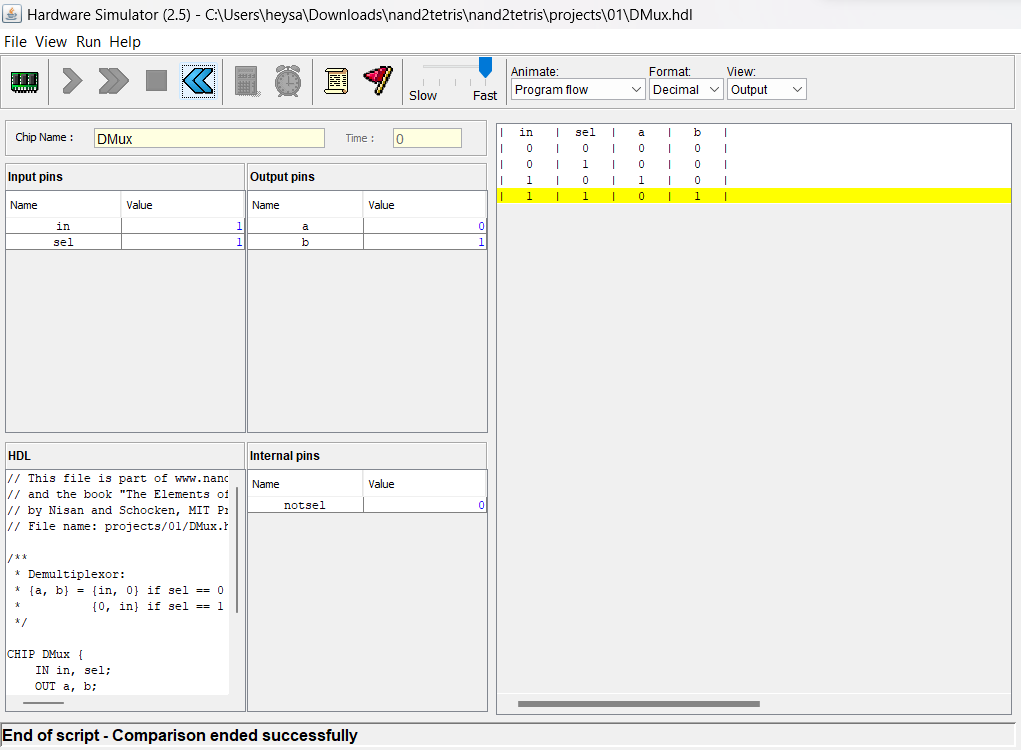 Hardware Simulator (2.5) - C:\Users\heysa\Downloads\nand2tetris\nand2tetris\projects\01\DMux.hdl
File View Run Help
Slow Fast
Animate: Format: View:
Program flow Decimal Output
Chip Name : DMux Time : 0
Input pins
Name Value
in 1
sel 1
Output pins
Name Value
a 0
b 1
HDL
// This file is part of www.nand
// and the book "The Elements of
// by Nisan and Schocken, MIT Pr
// File name: projects/01/DMux.h
/**
* Demultiplexor:
* {a, b} = {in, 0} if sel == 0
* {0, in} if sel == 1
*/
CHIP DMux {
IN in, sel;
OUT a, b;
Internal pins
Name Value
notsel 0
| in | sel | a | b |
| 0 | 0 | 0 | 0 |
| 0 | 1 | 0 | 0 |
| 1 | 0 | 1 | 0 |
| 1 | 1 | 0 | 1 |
End of script - Comparison ended successfully